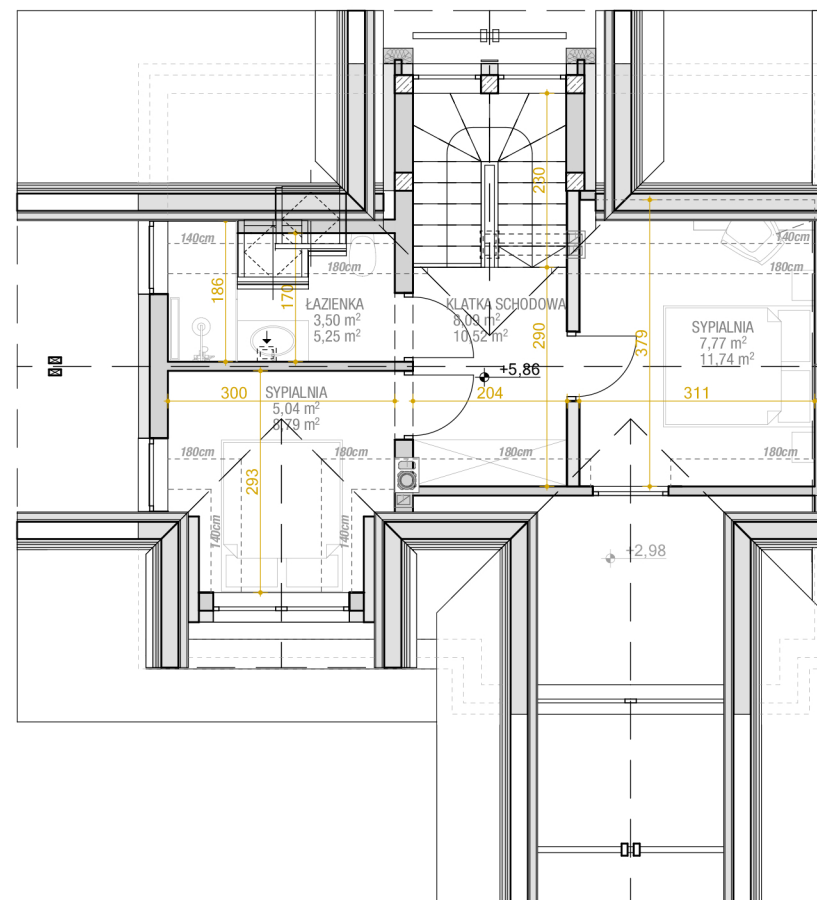 280
140cm
140cm
180cm
180cm
186
170
ŁAZIENKA
3,50 m²
5,25 m²
KLATKA SCHODOWA
8,09 m²
10,52 m²
290
379
SYPIALNIA
7,77 m²
11,74 m²
+5,86
300
SYPIALNIA
5,04 m²
8,79 m²
204
311
180cm
180cm
180cm
180cm
293
140cm
140cm
+2,98